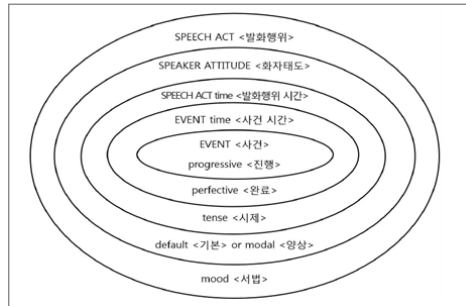 SPEECH ACT <발화행위>
SPEAKER ATTITUDE <화자태도>
SPEECH ACT time <발화행위 시간>
EVENT time <사건 시간>
EVENT <사건>
progressive <진행>
perfective <완료>
tense <시제>
default <기본> or modal <양상>
mood <서법>